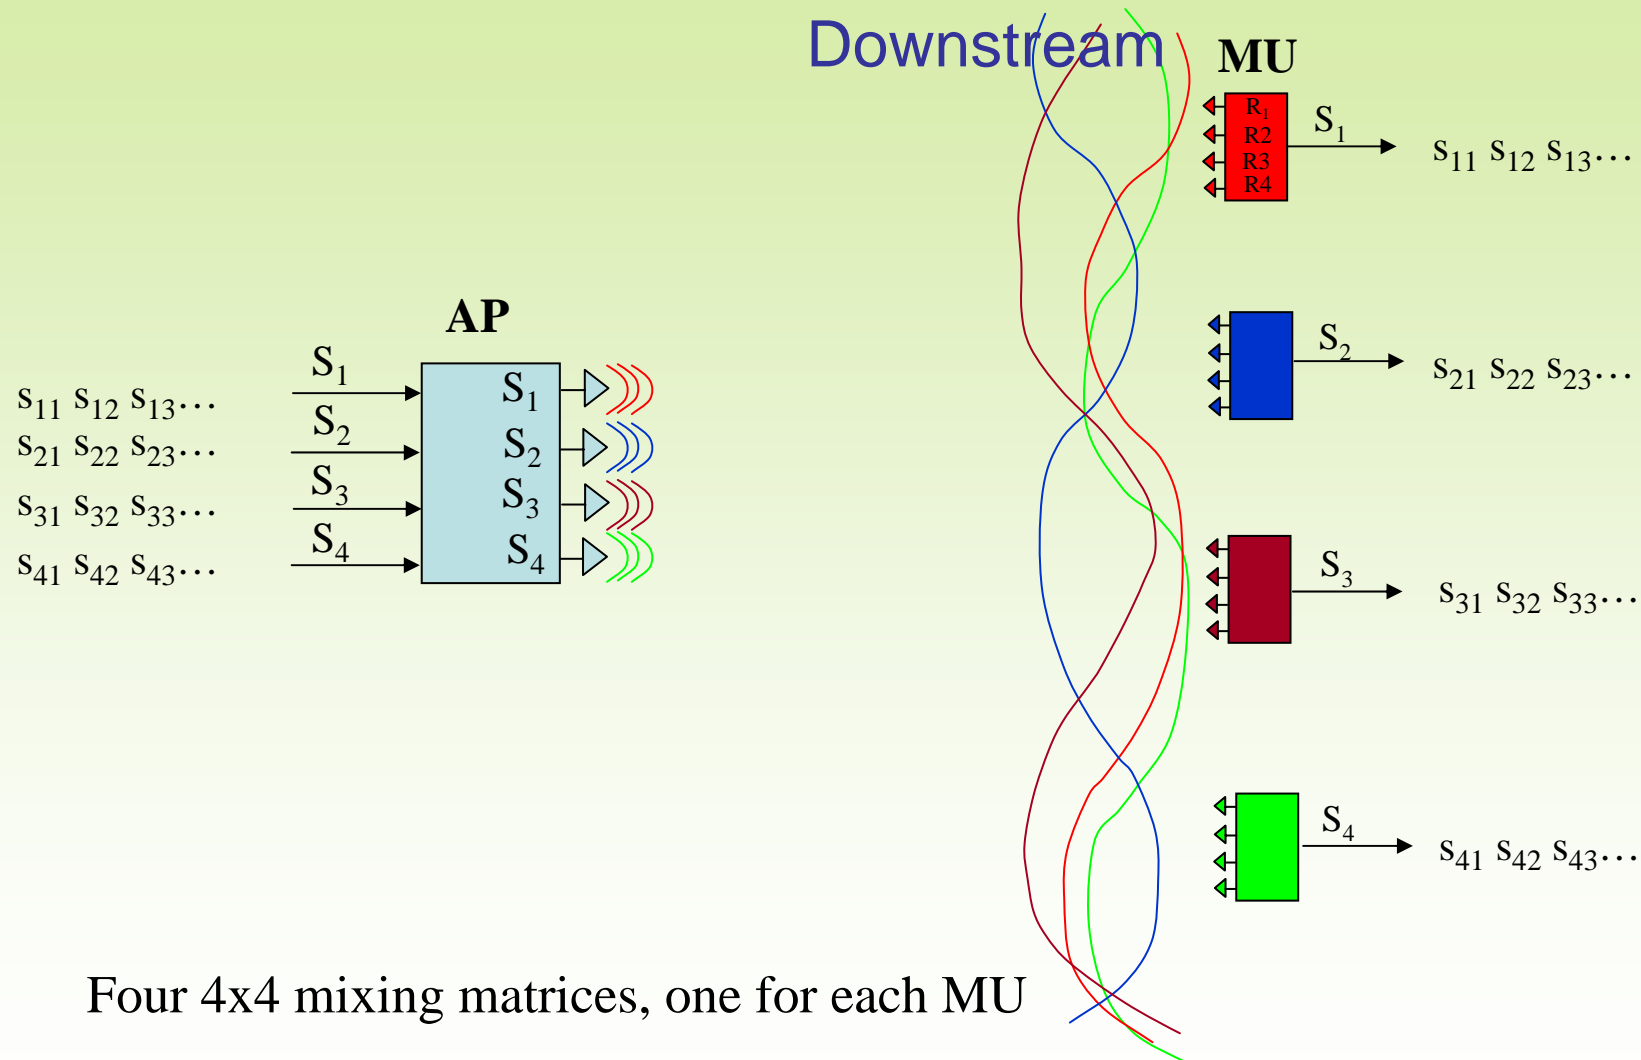 Downstream
MU
R₁
R2
R3
R4
S₁
s₁₁ s₁₂ s₁₃…
S₂
s₂₁ s₂₂ s₂₃…
S₃
s₃₁ s₃₂ s₃₃…
S₄
s₄₁ s₄₂ s₄₃…
AP
s₁₁ s₁₂ s₁₃… S₁ S₁
s₂₁ s₂₂ s₂₃… S₂ S₂
s₃₁ s₃₂ s₃₃… S₃ S₃
s₄₁ s₄₂ s₄₃… S₄ S₄
Four 4x4 mixing matrices, one for each MU